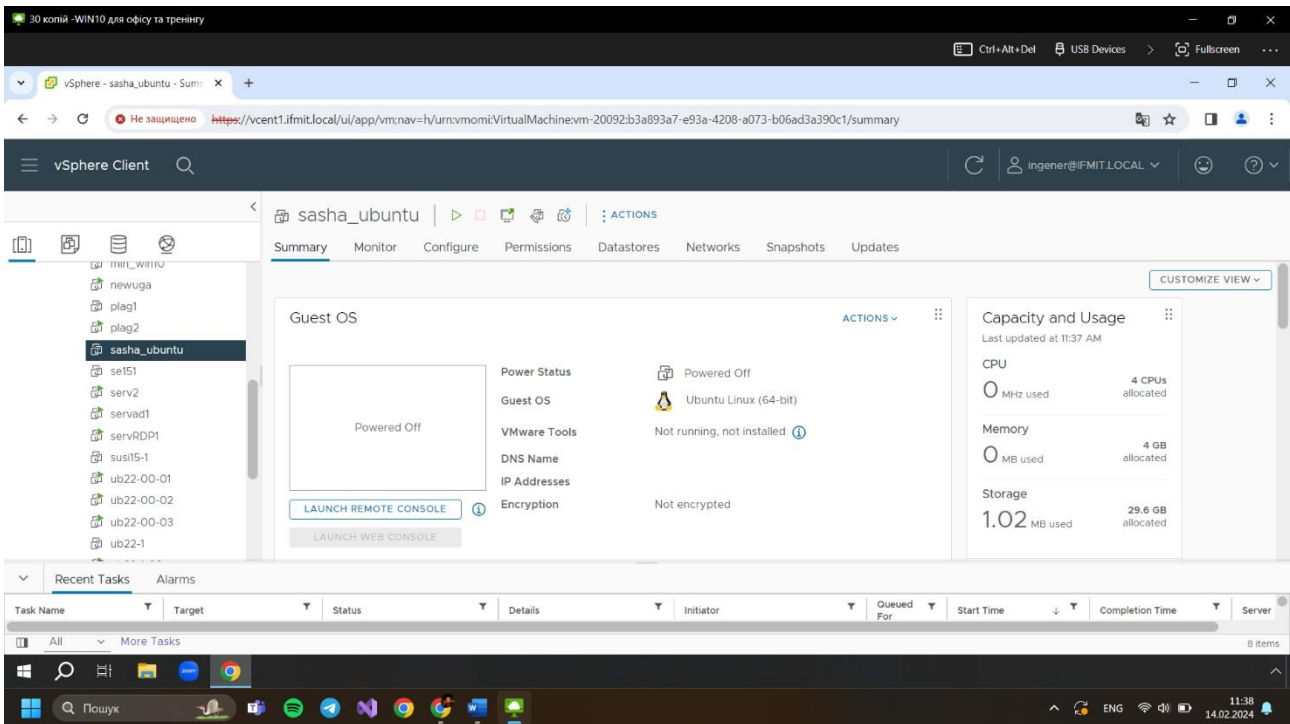 30 копій -WIN10 для офісу та тренінгу
Ctrl+Alt+Del USB Devices Fullscreen
vSphere - sasha_ubuntu - Summ
Не защищено https://vcent1.ifmit.local/ui/app/vm;nav=h/urn:vmomi:VirtualMachine:vm-20092:b3a893a7-e93a-4208-a073-b06ad3a390c1/summary
vSphere Client
ingener@IFMIT.LOCAL
sasha_ubuntu
ACTIONS
Summary Monitor Configure Permissions Datastores Networks Snapshots Updates
min_win10
newuga
plag1
plag2
sasha_ubuntu
se151
serv2
servad1
servRDP1
susi15-1
ub22-00-01
ub22-00-02
ub22-00-03
ub22-1
CUSTOMIZE VIEW
Guest OS
ACTIONS
Powered Off
LAUNCH REMOTE CONSOLE
LAUNCH WEB CONSOLE
Power Status Powered Off
Guest OS Ubuntu Linux (64-bit)
VMware Tools Not running, not installed
DNS Name
IP Addresses
Encryption Not encrypted
Capacity and Usage
Last updated at 11:37 AM
CPU
0 MHz used
4 CPUs
allocated
Memory
0 MB used
4 GB
allocated
Storage
1.02 MB used
29.6 GB
allocated
Recent Tasks Alarms
Task Name Target Status Details Initiator Queued For Start Time Completion Time Server
All More Tasks
8 items
zoom
Пошук
ENG
11:38
14.02.2024